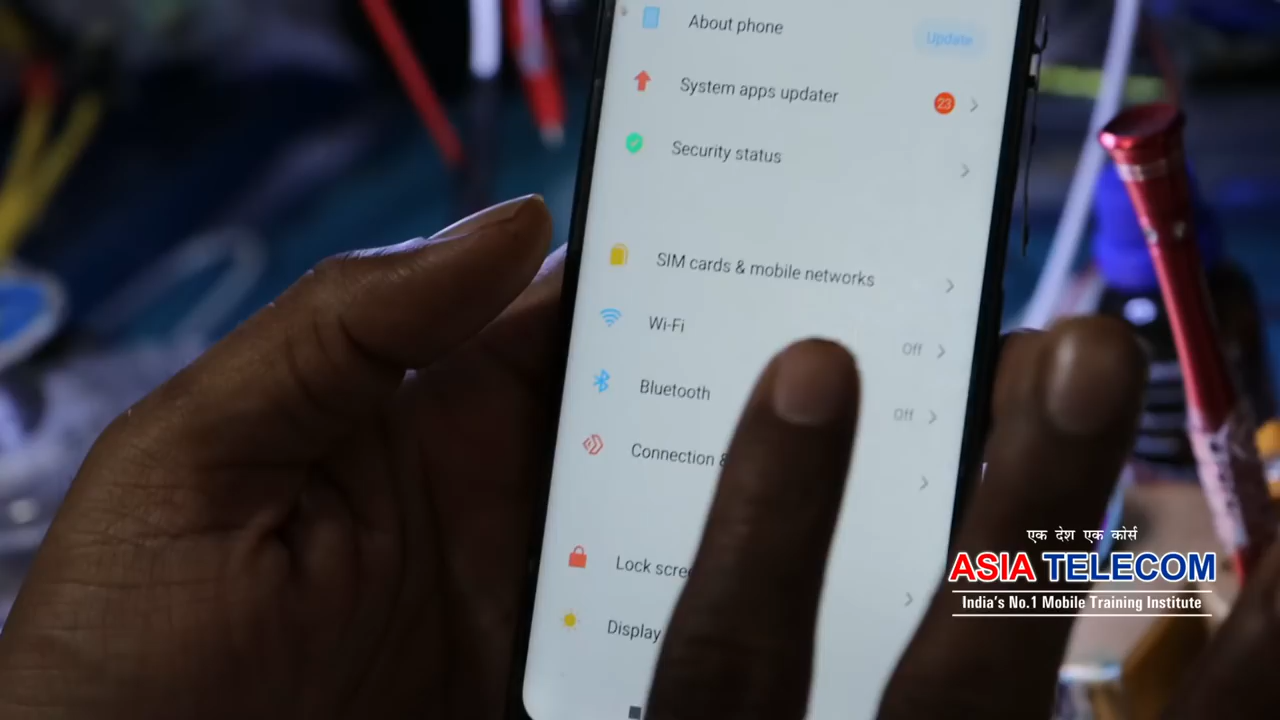 About phone
Update
System apps updater
23
Security status
SIM cards & mobile networks
Wi-Fi
Off
Bluetooth
Off
Connection &
Lock
Display
एक देश एक कोर्स
ASIA TELECOM
India's No.1 Mobile Training Institute